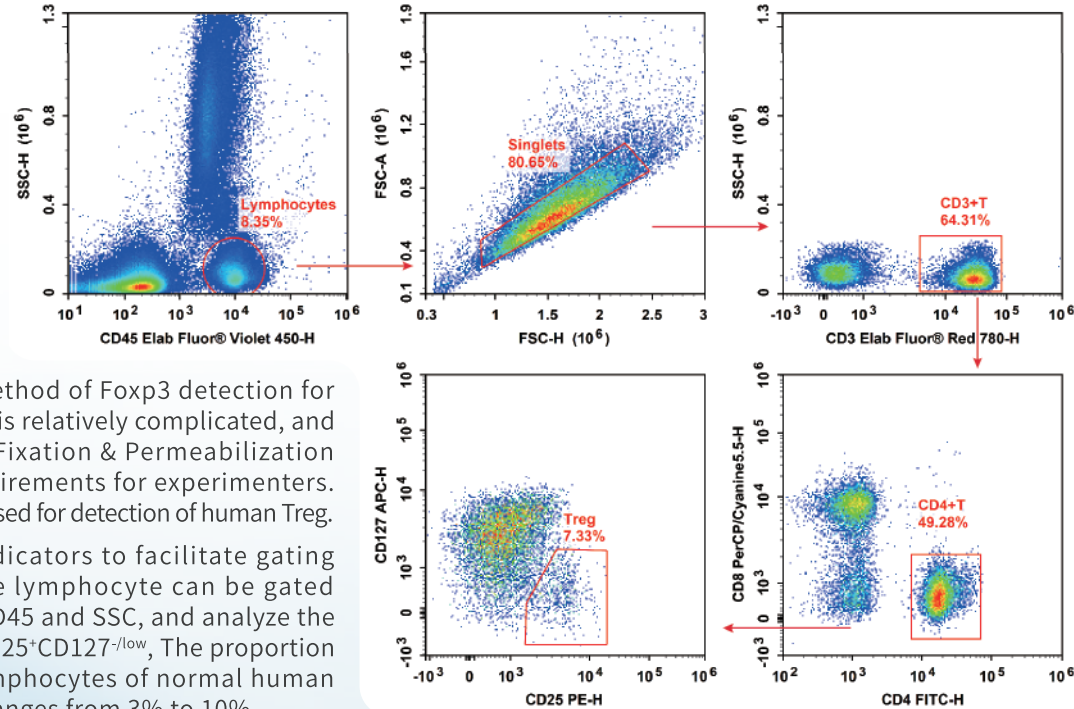 1.3
0.8
0.4
0
SSC-H (10⁶)
Lymphocytes
8.35%
10¹ 10² 10³ 10⁴ 10⁵ 10⁶
CD45 Elab Fluor® Violet 450-H
1.9
1.6
1.2
0.8
0.4
0.1
FSC-A (10⁶)
Singlets
80.65%
0.3 1 1.5 2 2.5 3
FSC-H (10⁶)
1.3
0.8
0.4
0
SSC-H (10⁶)
CD3+T
64.31%
-10³ 0 10³ 10⁴ 10⁵ 10⁶
CD3 Elab Fluor® Red 780-H
ethod of Foxp3 detection for
is relatively complicated, and
Fixation & Permeabilization
irements for experimenters.
sed for detection of human Treg.
dicators to facilitate gating
e lymphocyte can be gated
D45 and SSC, and analyze the
25⁺CD127⁻/ˡᵒʷ, The proportion
mphocytes of normal human
anges from 3% to 10%
10⁶
10⁵
10⁴
10³
0
-10³
CD127 APC-H
Treg
7.33%
-10³ 0 10³ 10⁴ 10⁵ 10⁶
CD25 PE-H
10⁶
10⁵
10⁴
10³
0
-10³
CD8 PerCP/Cyanine5.5-H
CD4+T
49.28%
10² 10³ 10⁴ 10⁵ 10⁶
CD4 FITC-H